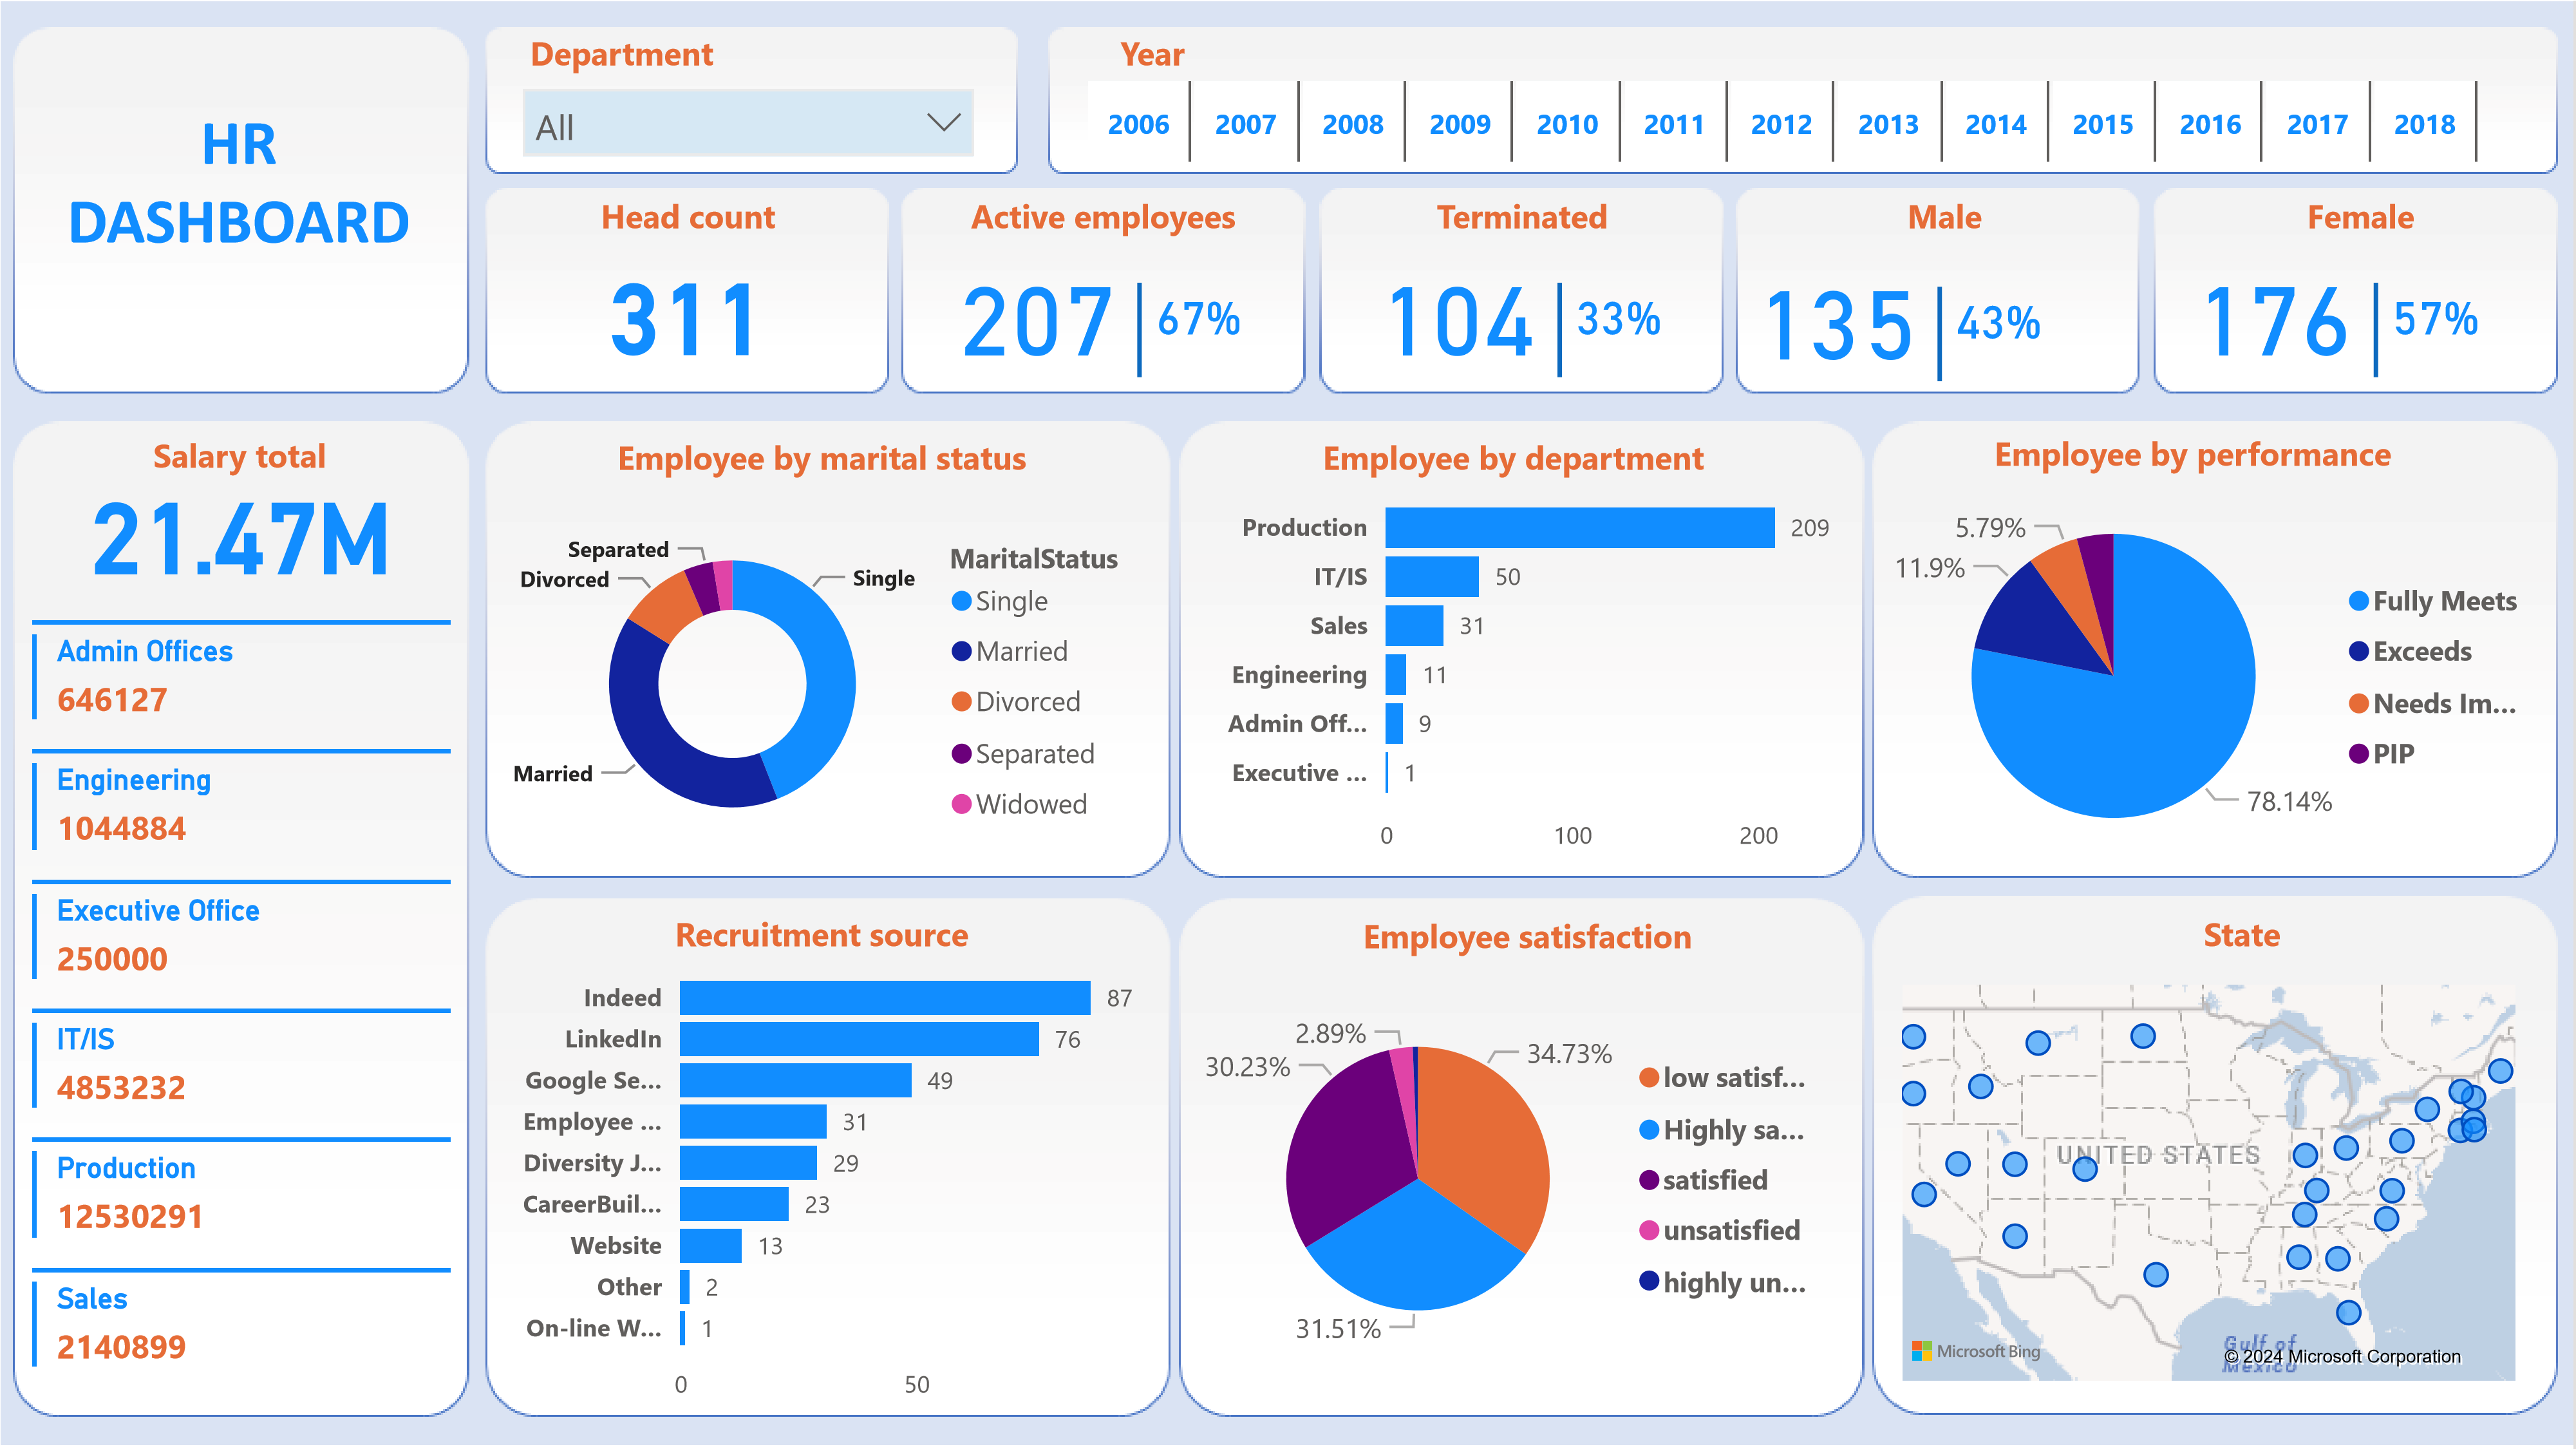 HR
DASHBOARD
Department
All
Year
2006 2007 2008 2009 2010 2011 2012 2013 2014 2015 2016 2017 2018
Head count
311
Active employees
207 67%
Terminated
104 33%
Male
135 43%
Female
176 57%
Salary total
21.47M
Admin Offices
646127
Engineering
1044884
Executive Office
250000
IT/IS
4853232
Production
12530291
Sales
2140899
Employee by marital status
Separated
Divorced
Single
Married
MaritalStatus
Single
Married
Divorced
Separated
Widowed
Employee by department
Production 209
IT/IS 50
Sales 31
Engineering 11
Admin Off... 9
Executive ... 1
0 100 200
Employee by performance
5.79%
11.9%
78.14%
Fully Meets
Exceeds
Needs Im...
PIP
Recruitment source
Indeed 87
LinkedIn 76
Google Se... 49
Employee ... 31
Diversity J... 29
CareerBuil... 23
Website 13
Other 2
On-line W... 1
0 50
Employee satisfaction
2.89%
30.23%
34.73%
31.51%
low satisf...
Highly sa...
satisfied
unsatisfied
highly un...
State
UNITED STATES
Gulf of
Mexico
Microsoft Bing
© 2024 Microsoft Corporation